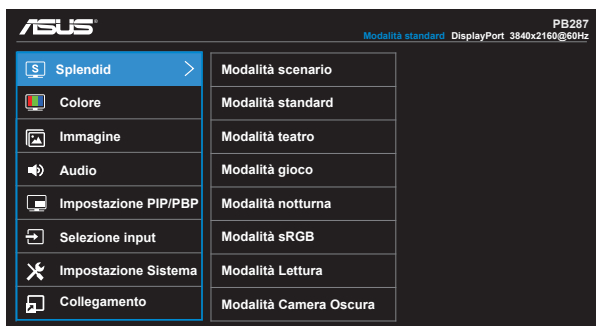 ASUS
PB287
Modalità standard DisplayPort 3840x2160@60Hz
S Splendid
Colore
Immagine
Audio
Impostazione PIP/PBP
Selezione input
Impostazione Sistema
Collegamento
Modalità scenario
Modalità standard
Modalità teatro
Modalità gioco
Modalità notturna
Modalità sRGB
Modalità Lettura
Modalità Camera Oscura